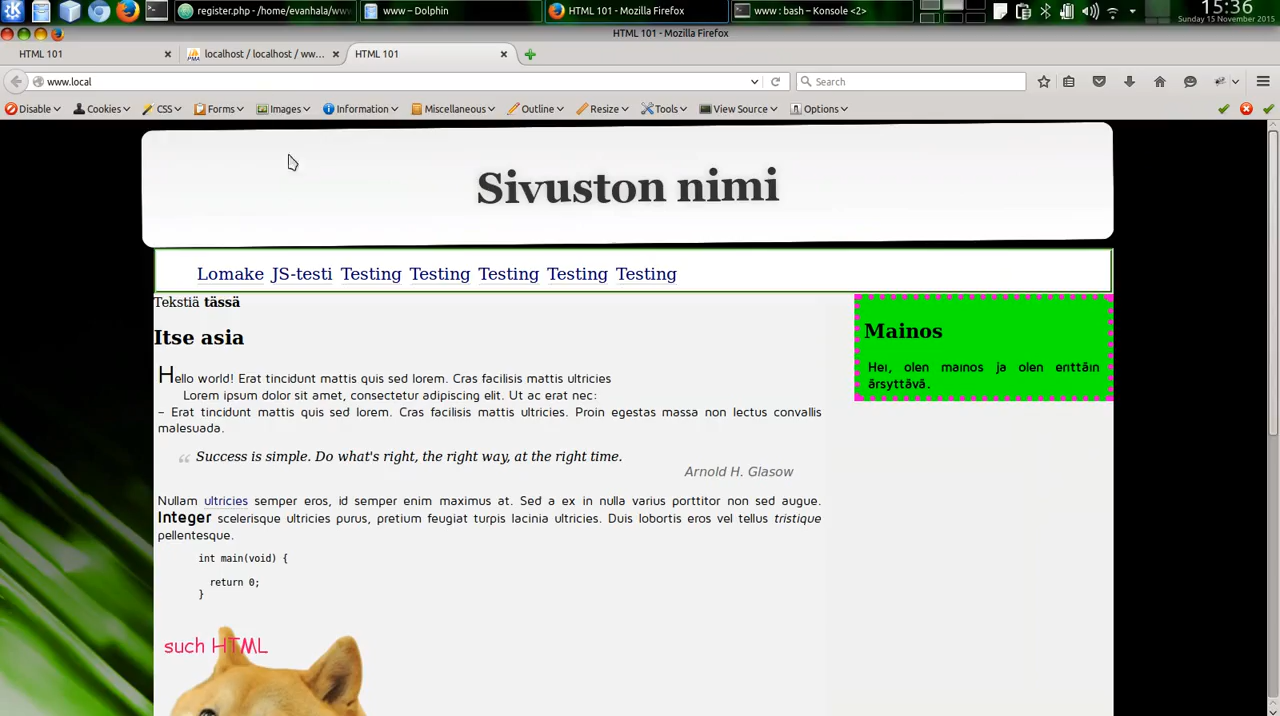 register.php - /home/evanhala/ww
www – Dolphin
HTML 101 - Mozilla Firefox
www : bash – Konsole <2>
15:36
Sunday 15 November 2015
HTML 101 - Mozilla Firefox
HTML 101
localhost / localhost / ww...
HTML 101
www.local
Search
Disable
Cookies
CSS
Forms
Images
Information
Miscellaneous
Outline
Resize
Tools
View Source
Options
Sivuston nimi
Lomake JS-testi Testing Testing Testing Testing Testing
Tekstiä tässä
Itse asia
Hello world! Erat tincidunt mattis quis sed lorem. Cras facilisis mattis ultricies
Lorem ipsum dolor sit amet, consectetur adipiscing elit. Ut ac erat nec:
– Erat tincidunt mattis quis sed lorem. Cras facilisis mattis ultricies. Proin egestas massa non lectus convallis
malesuada.
“ Success is simple. Do what's right, the right way, at the right time.
Arnold H. Glasow
Nullam ultricies semper eros, id semper enim maximus at. Sed a ex in nulla varius porttitor non sed augue.
Integer scelerisque ultricies purus, pretium feugiat turpis lacinia ultricies. Duis lobortis eros vel tellus tristique
pellentesque.
int main(void) {
return 0;
}
such HTML
Mainos
Hei, olen mainos ja olen erittäin
ärsyttävä.